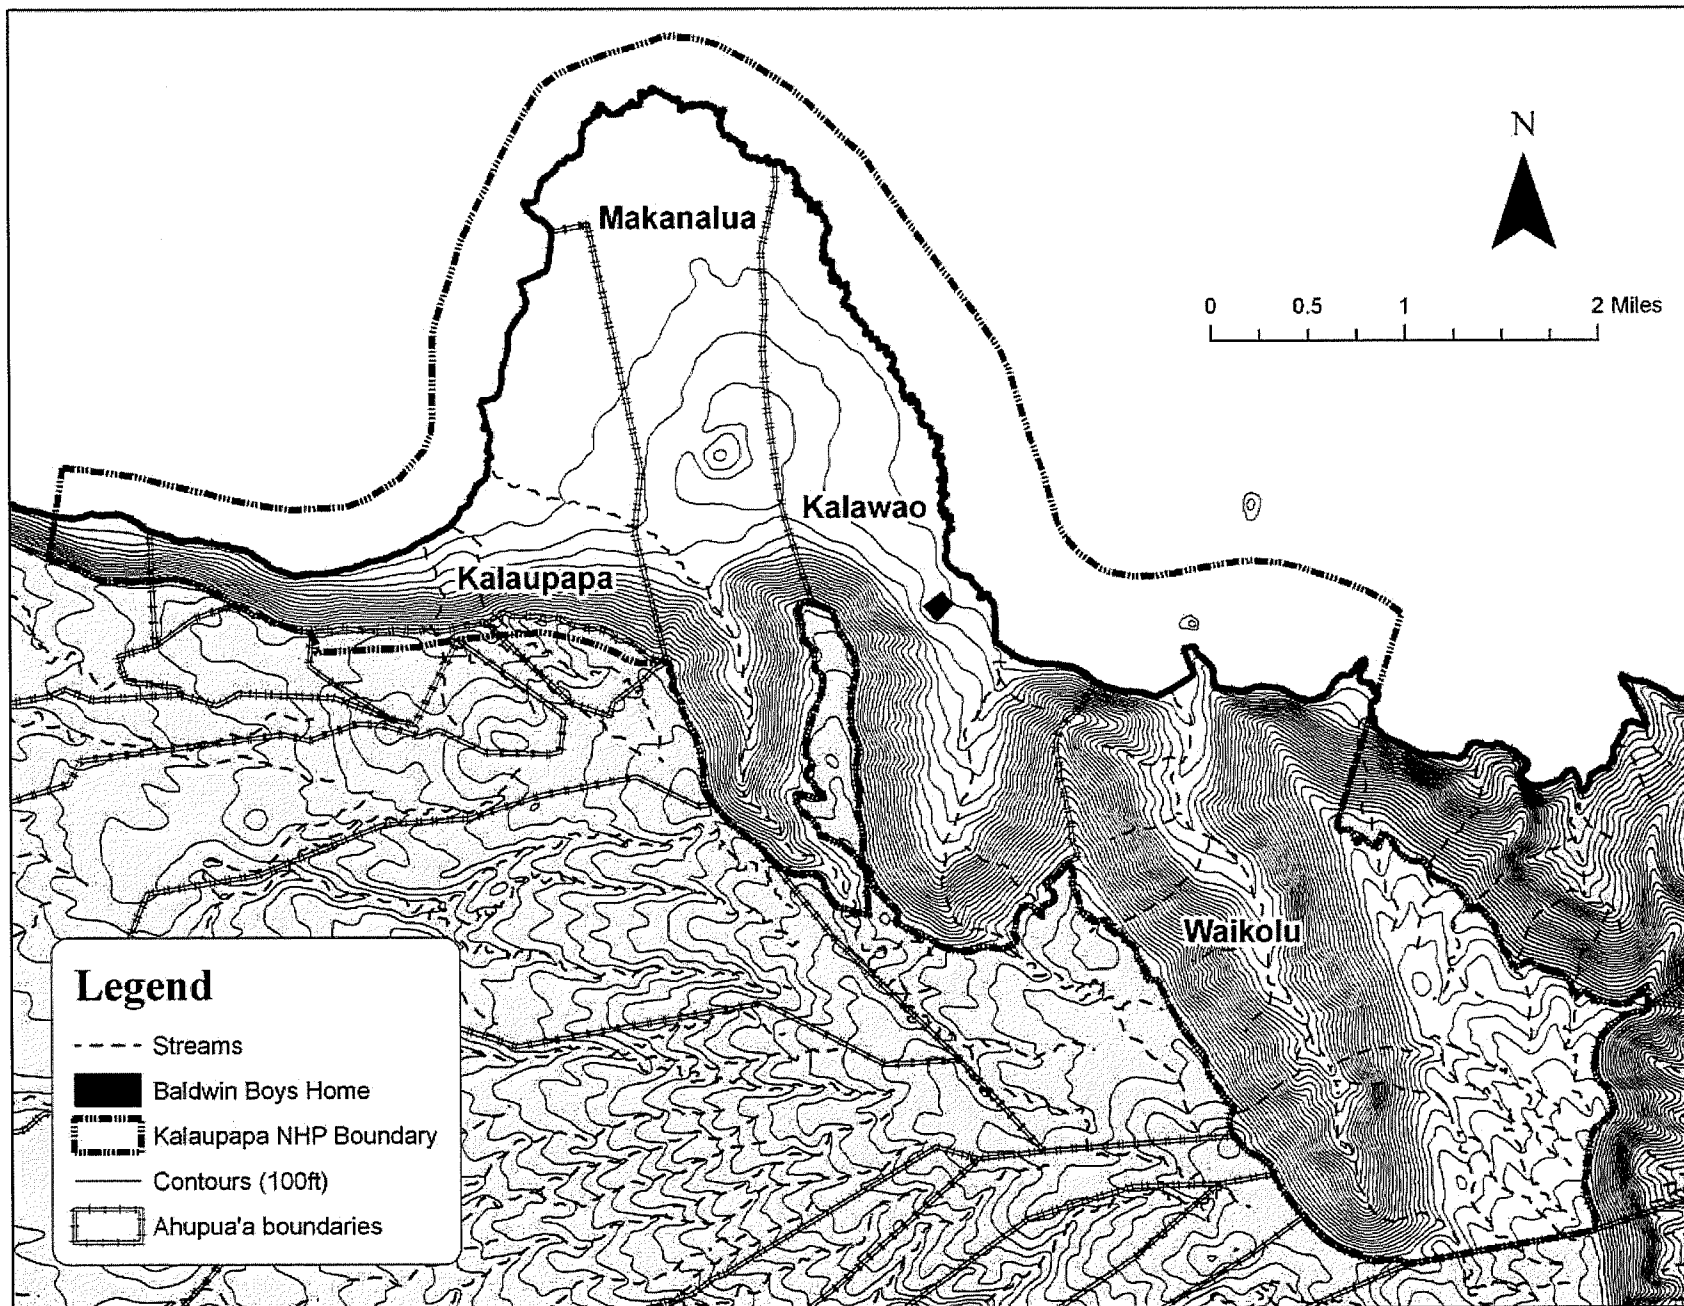 N
Makanalua
0 0.5 1 2 Miles
Kalawao
Kalaupapa
Waikolu
Legend
Streams
Baldwin Boys Home
Kalaupapa NHP Boundary
Contours (100ft)
Ahupua'a boundaries